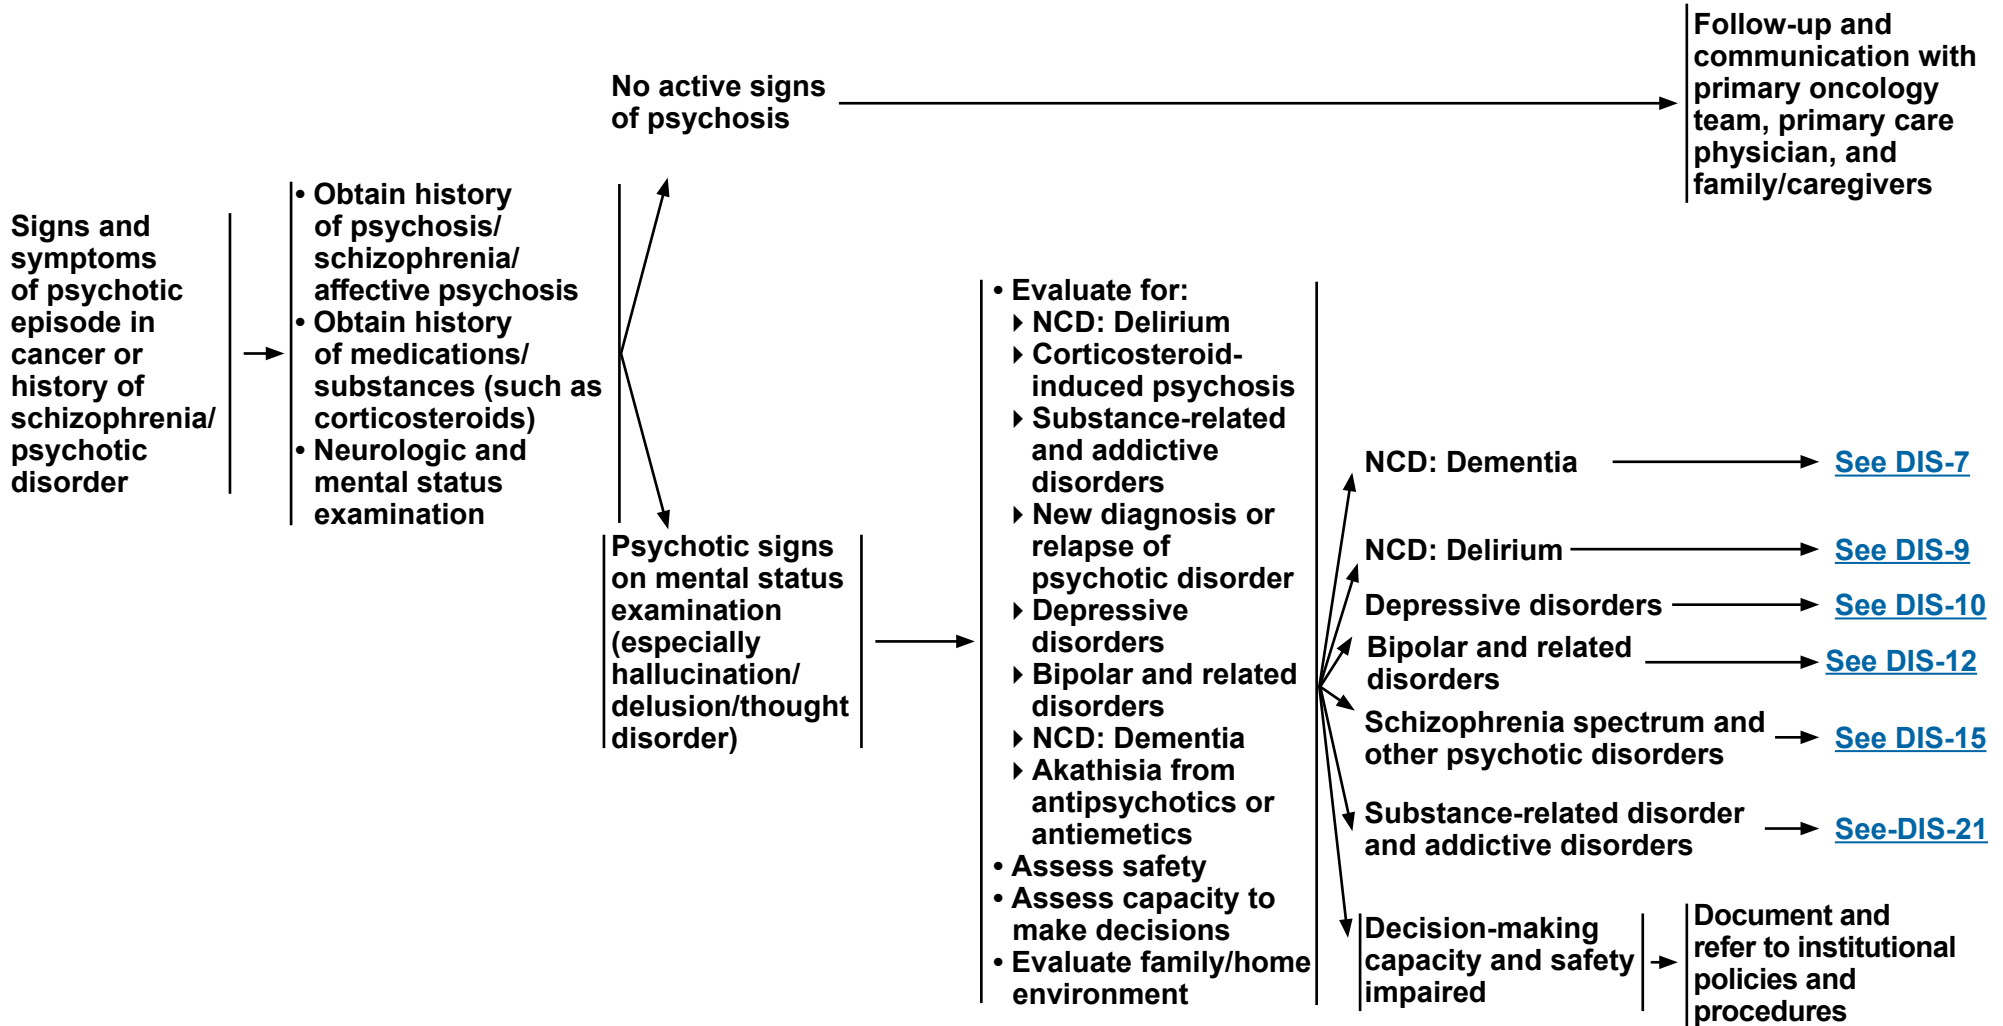 Signs and
symptoms
of psychotic
episode in
cancer or
history of
schizophrenia/
psychotic
disorder
• Obtain history
of psychosis/
schizophrenia/
affective psychosis
• Obtain history
of medications/
substances (such as
corticosteroids)
• Neurologic and
mental status
examination
No active signs
of psychosis
Follow-up and
communication with
primary oncology
team, primary care
physician, and
family/caregivers
Psychotic signs
on mental status
examination
(especially
hallucination/
delusion/thought
disorder)
• Evaluate for:
▸ NCD: Delirium
▸ Corticosteroid-
induced psychosis
▸ Substance-related
and addictive
disorders
▸ New diagnosis or
relapse of
psychotic disorder
▸ Depressive
disorders
▸ Bipolar and related
disorders
▸ NCD: Dementia
▸ Akathisia from
antipsychotics or
antiemetics
• Assess safety
• Assess capacity to
make decisions
• Evaluate family/home
environment
NCD: Dementia
See DIS-7
NCD: Delirium
See DIS-9
Depressive disorders
See DIS-10
Bipolar and related
disorders
See DIS-12
Schizophrenia spectrum and
other psychotic disorders
See DIS-15
Substance-related disorder
and addictive disorders
See-DIS-21
Decision-making
capacity and safety
impaired
Document and
refer to institutional
policies and
procedures